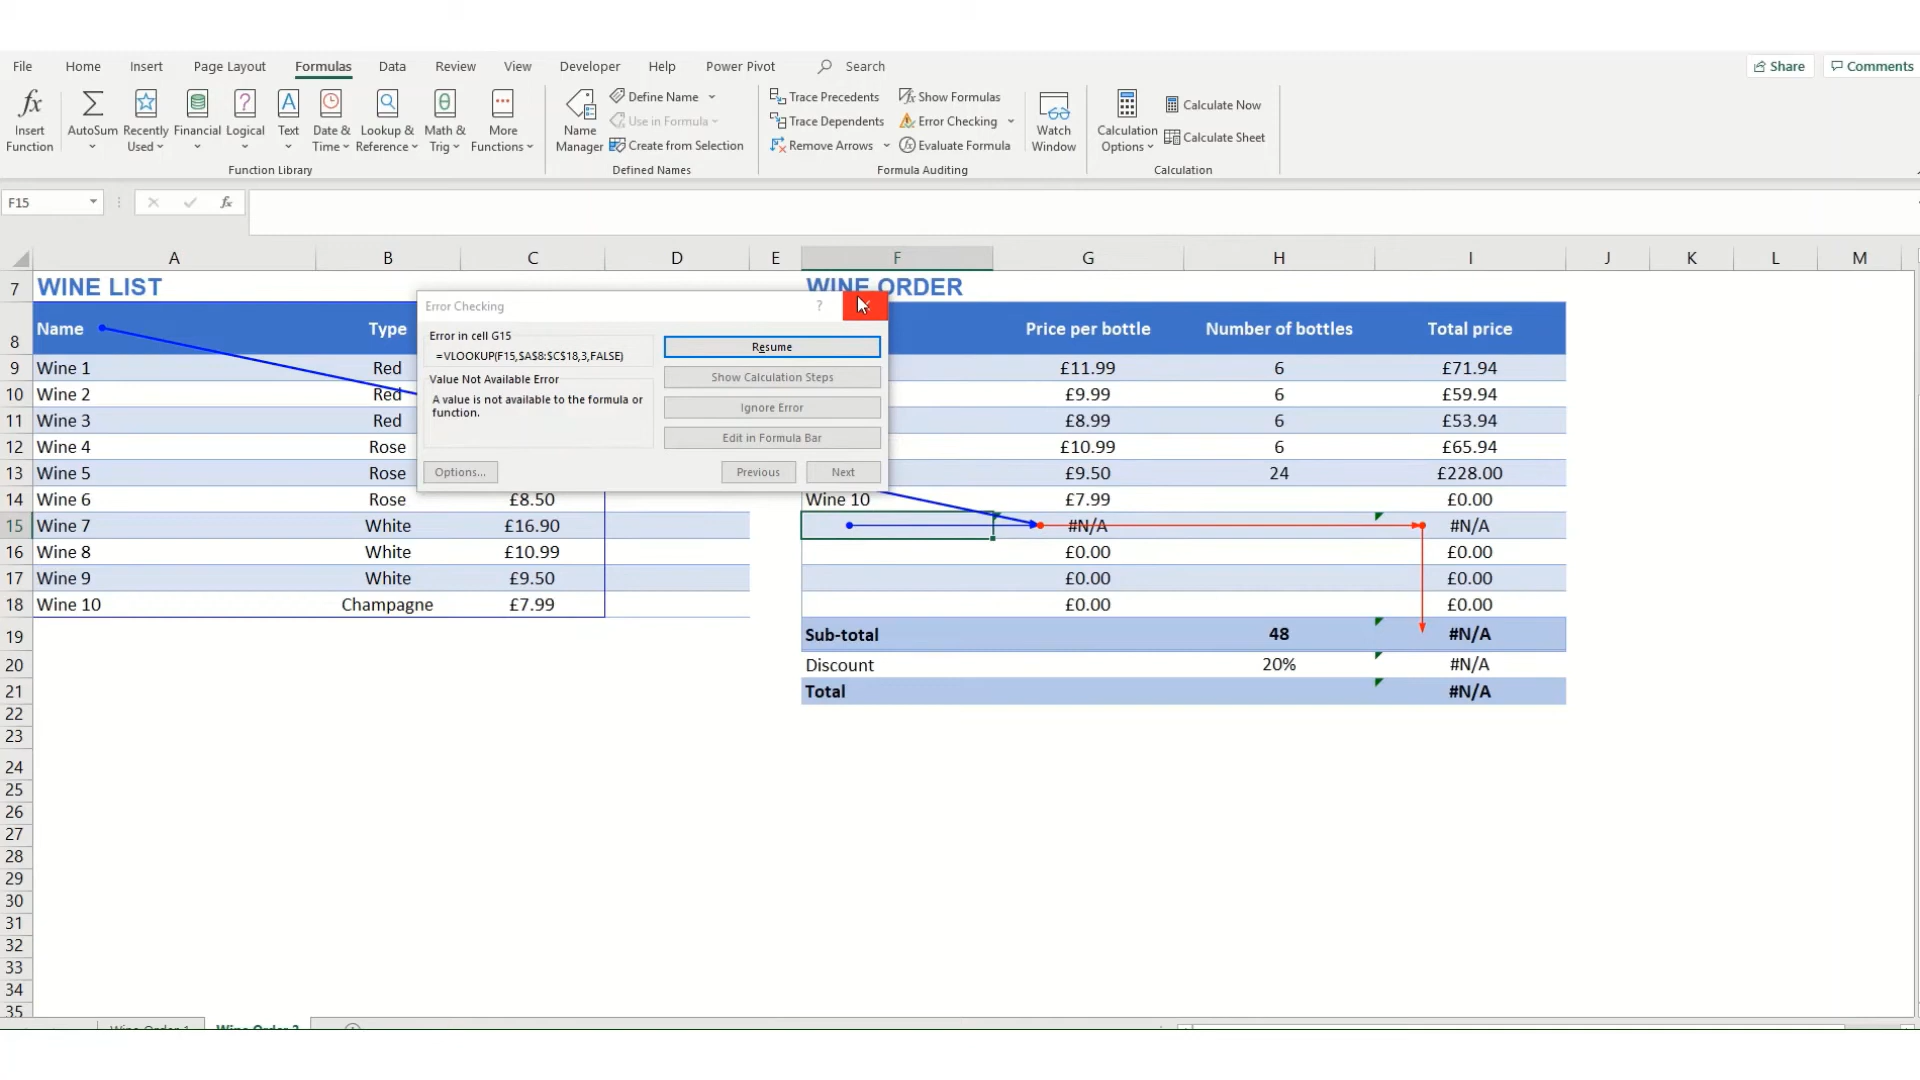 File Home Insert Page Layout Formulas Data Review View Developer Help Power Pivot Search Share Comments
fx Insert Function
AutoSum
Recently Used
Financial
Logical
Text
Date & Time
Lookup & Reference
Math & Trig
More Functions
Function Library
Name Manager
Define Name
Use in Formula
Create from Selection
Defined Names
Trace Precedents
Trace Dependents
Remove Arrows
Show Formulas
Error Checking
Evaluate Formula
Formula Auditing
Watch Window
Calculation Options
Calculate Now
Calculate Sheet
Calculation
F15 fx
A B C D E F G H I J K L M
7 WINE LIST WINE ORDER
8 Name Type Price per bottle Number of bottles Total price
9 Wine 1 Red £11.99 6 £71.94
10 Wine 2 Red £9.99 6 £59.94
11 Wine 3 Red £8.99 6 £53.94
12 Wine 4 Rose £10.99 6 £65.94
13 Wine 5 Rose £9.50 24 £228.00
14 Wine 6 Rose £8.50 Wine 10 £7.99 £0.00
15 Wine 7 White £16.90 #N/A #N/A
16 Wine 8 White £10.99 £0.00 £0.00
17 Wine 9 White £9.50 £0.00 £0.00
18 Wine 10 Champagne £7.99 £0.00 £0.00
19 Sub-total 48 #N/A
20 Discount 20% #N/A
21 Total #N/A
22
23
24
25
26
27
28
29
30
31
32
33
34
35
Error Checking ?
Error in cell G15
=VLOOKUP(F15,$A$8:$C$18,3,FALSE)
Value Not Available Error
A value is not available to the formula or
function.
Resume
Show Calculation Steps
Ignore Error
Edit in Formula Bar
Options... Previous Next
Wine Order 1 Wine Order 2